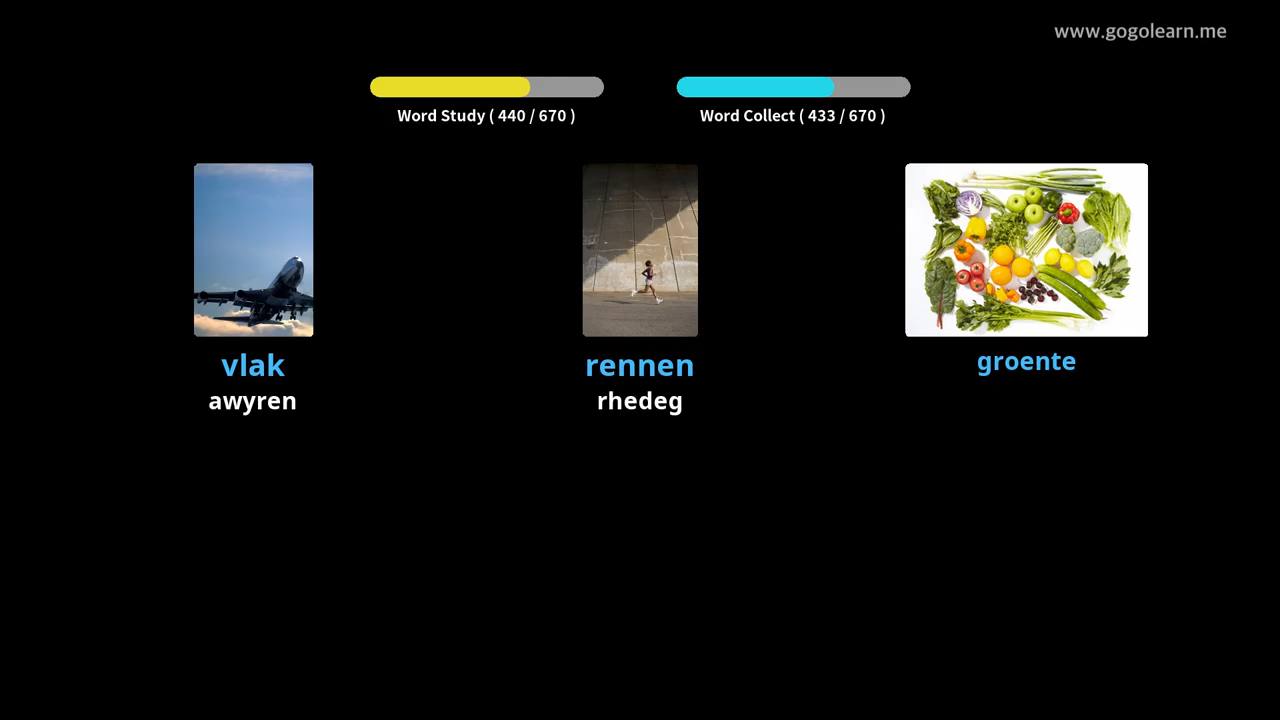 www.gogolearn.me
Word Study ( 440 / 670 )
Word Collect ( 433 / 670 )
vlak
awyren
rennen
rhedeg
groente